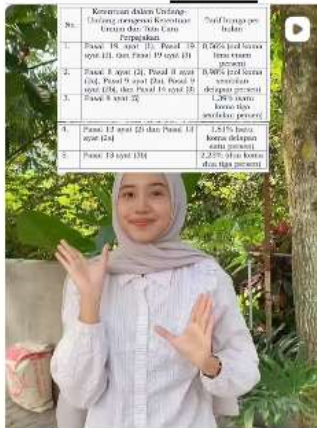 No.
Ketentuan dalam Undang-
Undang mengenai Ketentuan
Umum dan Tata Cara
Perpajakan
Tarif bunga per
bulan
1.
Pasal 19 ayat (1), Pasal 19
ayat (2), dan Pasal 19 ayat (3)
0,56% (nol koma
lima enam
persen)
2.
Pasal 8 ayat (2), Pasal 8 ayat
(2a), Pasal 9 ayat (2a), Pasal 9
ayat (2b), dan Pasal 14 ayat (3)
0,98% (nol koma
sembilan
delapan persen)
3.
Pasal 8 ayat (5)
1,39% (satu
koma tiga
sembilan persen)
4.
Pasal 13 ayat (2) dan Pasal 13
ayat (2a)
1,81% (satu
koma delapan
satu persen)
5.
Pasal 13 ayat (3b)
2,23% (dua koma
dua tiga persen)